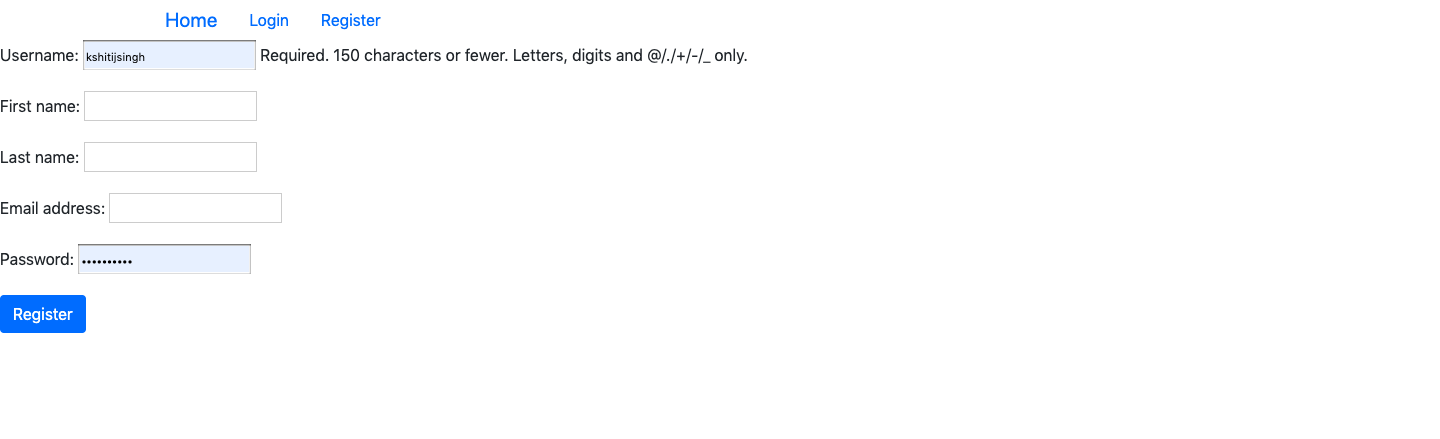 Home Login Register
Username: kshitijsingh Required. 150 characters or fewer. Letters, digits and @/./+/-/_ only.
First name:
Last name:
Email address:
Password: ••••••••••
Register